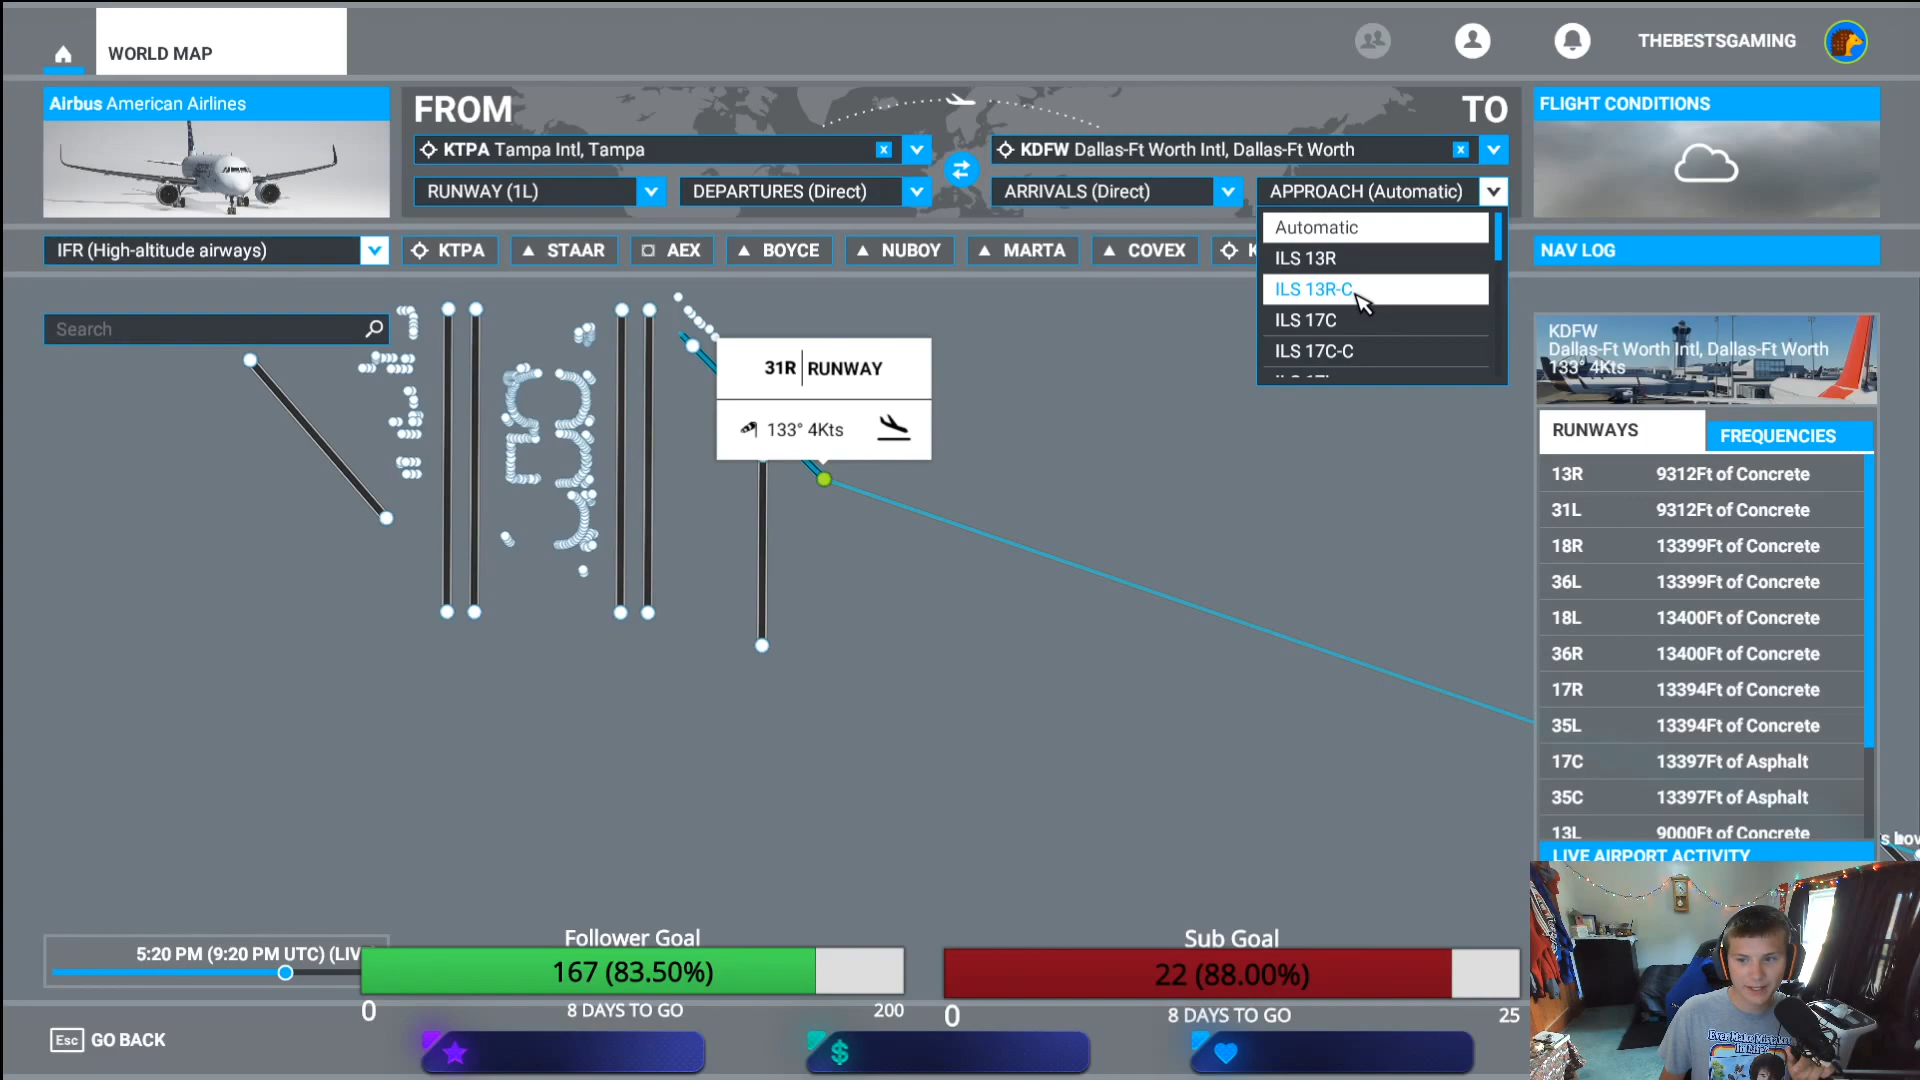 WORLD MAP
THEBESTSGAMING
Airbus American Airlines
FROM
TO
FLIGHT CONDITIONS
KTPA Tampa Intl, Tampa
x
KDFW Dallas-Ft Worth Intl, Dallas-Ft Worth
x
RUNWAY (1L)
DEPARTURES (Direct)
ARRIVALS (Direct)
APPROACH (Automatic)
Automatic
ILS 13R
ILS 13R-C
ILS 17C
ILS 17C-C
IFR (High-altitude airways)
KTPA
STAAR
AEX
BOYCE
NUBOY
MARTA
COVEX
NAV LOG
Search
31R RUNWAY
133° 4Kts
KDFW
Dallas-Ft Worth Intl, Dallas-Ft Worth
133° 4Kts
RUNWAYS
FREQUENCIES
13R 9312Ft of Concrete
31L 9312Ft of Concrete
18R 13399Ft of Concrete
36L 13399Ft of Concrete
18L 13400Ft of Concrete
36R 13400Ft of Concrete
17R 13394Ft of Concrete
35L 13394Ft of Concrete
17C 13397Ft of Asphalt
35C 13397Ft of Asphalt
13L 9000Ft of Concrete
LIVE AIRPORT ACTIVITY
5:20 PM (9:20 PM UTC) (LIV
Follower Goal
167 (83.50%)
0
8 DAYS TO GO
200
Sub Goal
22 (88.00%)
0
8 DAYS TO GO
25
Esc GO BACK
$
Ever Make Mistakes
In Life?